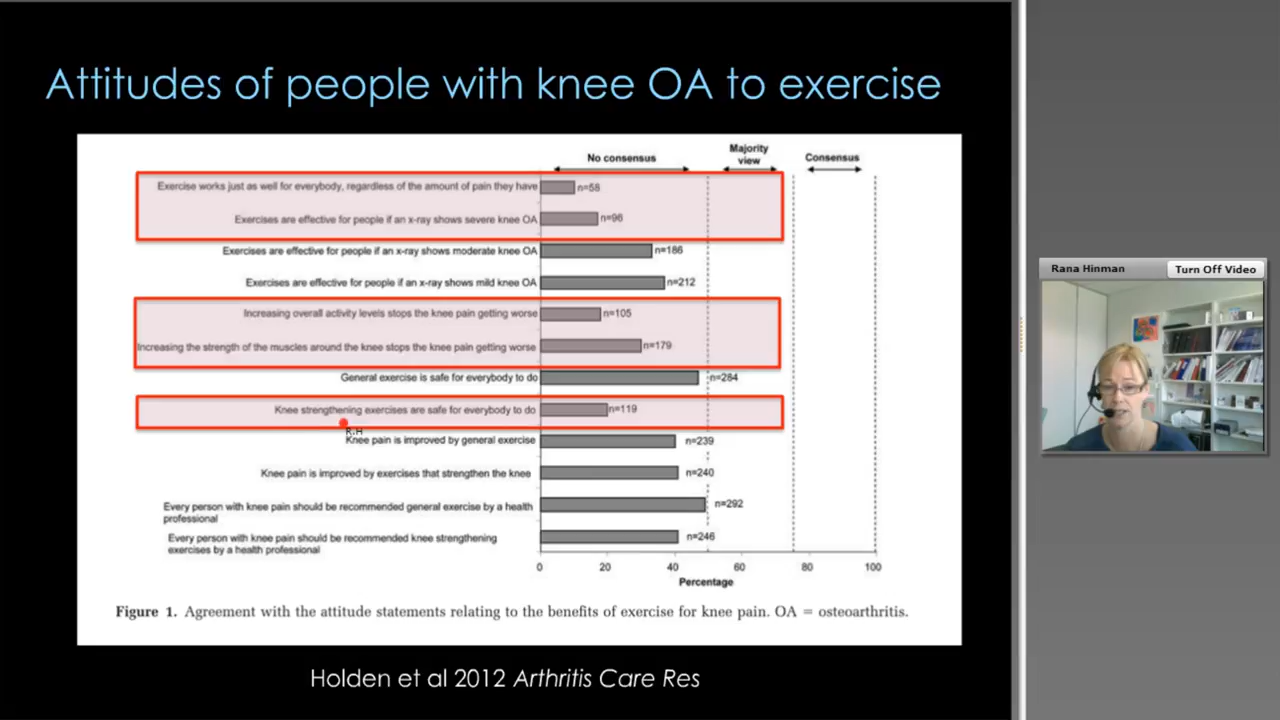 Attitudes of people with knee OA to exercise
No consensus
Majority
view
Consensus
Exercise works just as well for everybody, regardless of the amount of pain they have
n=58
Exercises are effective for people if an x-ray shows severe knee OA
n=96
Exercises are effective for people if an x-ray shows moderate knee OA
n=186
Exercises are effective for people if an x-ray shows mild knee OA
n=212
Increasing overall activity levels stops the knee pain getting worse
n=105
Increasing the strength of the muscles around the knee stops the knee pain getting worse
n=179
General exercise is safe for everybody to do
n=284
Knee strengthening exercises are safe for everybody to do
n=119
R.H
Knee pain is improved by general exercise
n=239
Knee pain is improved by exercises that strengthen the knee
n=240
Every person with knee pain should be recommended general exercise by a health
professional
n=292
Every person with knee pain should be recommended knee strengthening
exercises by a health professional
n=246
0 20 40 60 80 100
Percentage
Figure 1. Agreement with the attitude statements relating to the benefits of exercise for knee pain. OA = osteoarthritis.
Holden et al 2012 Arthritis Care Res
Rana Hinman
Turn Off Video